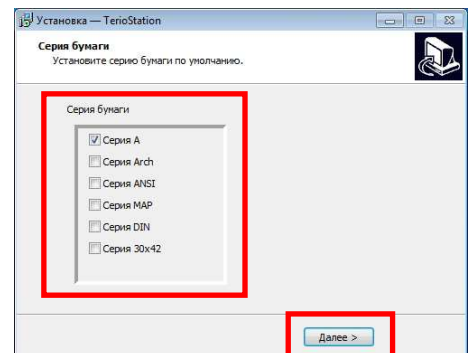 Установка — TerioStation
Серия бумаги
Установите серию бумаги по умолчанию.
Серия бумаги
Серия A
Серия Arch
Серия ANSI
Серия MAP
Серия DIN
Серия 30x42
Далее >